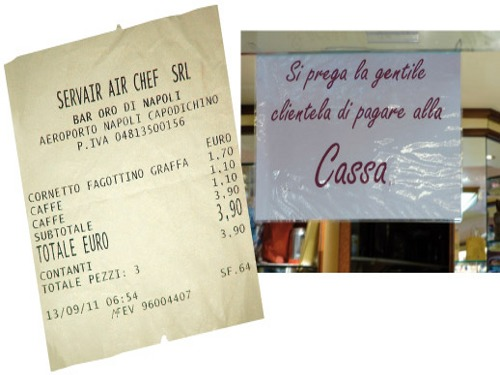 SERVAIR AIR CHEF SRL
BAR ORO DI NAPOLI
AEROPORTO NAPOLI CAPODICHINO
P.IVA 04813500156
EURO
CORNETTO FAGOTTINO GRAFFA 1.70
CAFFE 1.10
CAFFE 1.10
SUBTOTALE 3.90
TOTALE EURO 3,90
CONTANTI 3.90
TOTALE PEZZI: 3
SF.64
13/09/11 06:54
MFEV 96004407
Si prega la gentile
clientela di pagare alla
Cassa